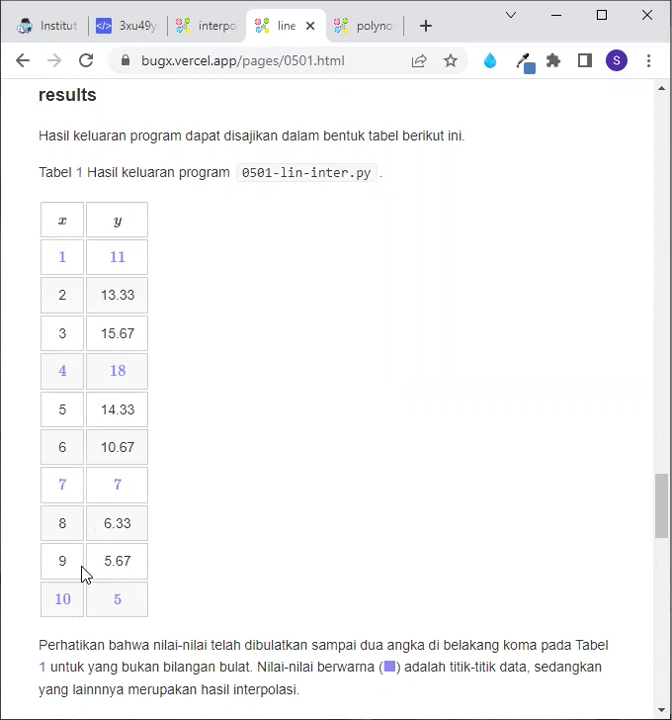 Institut
3xu49y
interpo
line
polyno
bugx.vercel.app/pages/0501.html
S
results
Hasil keluaran program dapat disajikan dalam bentuk tabel berikut ini.
Tabel 1 Hasil keluaran program 0501-lin-inter.py .
x y
1 11
2 13.33
3 15.67
4 18
5 14.33
6 10.67
7 7
8 6.33
9 5.67
10 5
Perhatikan bahwa nilai-nilai telah dibulatkan sampai dua angka di belakang koma pada Tabel
1 untuk yang bukan bilangan bulat. Nilai-nilai berwarna (■) adalah titik-titik data, sedangkan
yang lainnnya merupakan hasil interpolasi.